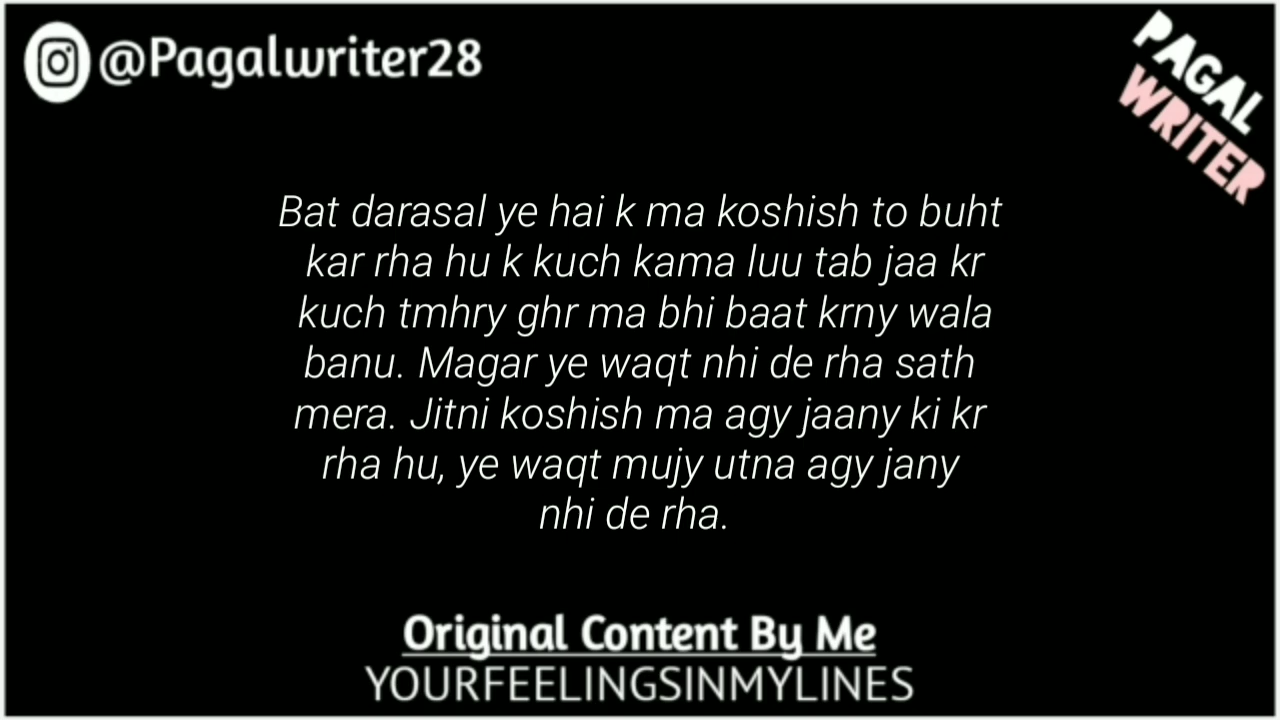 @Pagalwriter28
PAGAL
WRITER
Bat darasal ye hai k ma koshish to buht
kar rha hu k kuch kama luu tab jaa kr
kuch tmhry ghr ma bhi baat krny wala
banu. Magar ye waqt nhi de rha sath
mera. Jitni koshish ma agy jaany ki kr
rha hu, ye waqt mujy utna agy jany
nhi de rha.
Original Content By Me
YOURFEELINGSINMYLINES